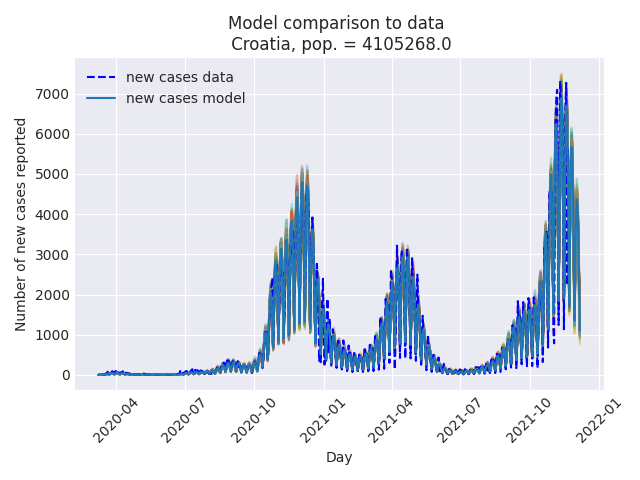 Model comparison to data
Croatia, pop. = 4105268.0
new cases data
new cases model
Number of new cases reported
7000
6000
5000
4000
3000
2000
1000
0
2020-04
2020-07
2020-10
2021-01
2021-04
2021-07
2021-10
2022-01
Day